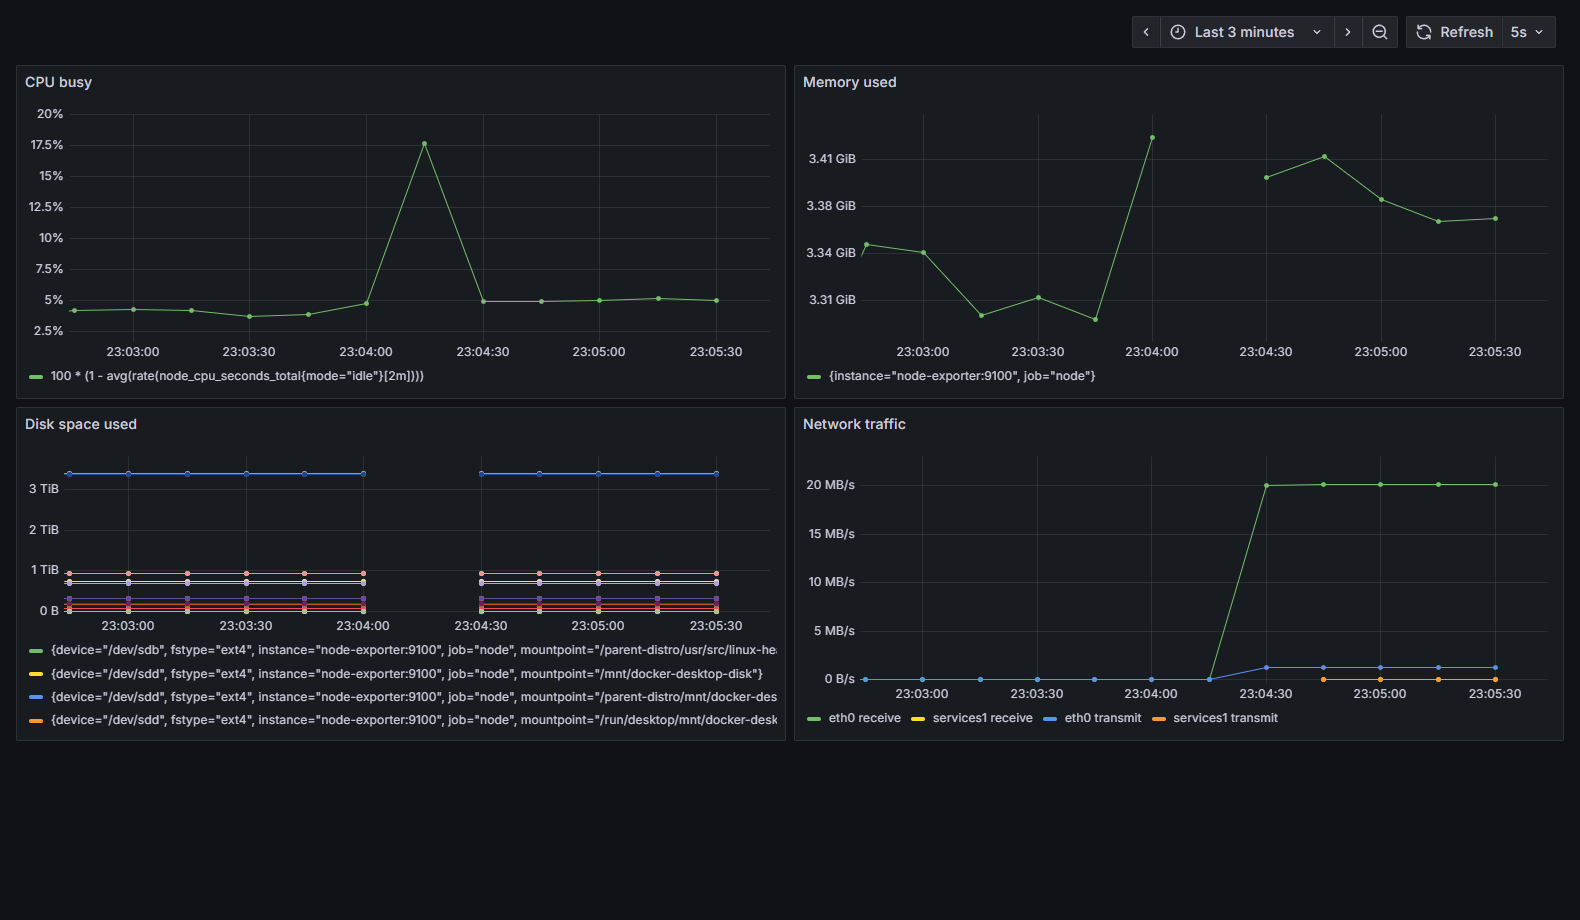 Last 3 minutes
Refresh
5s
CPU busy
20%
17.5%
15%
12.5%
10%
7.5%
5%
2.5%
23:03:00 23:03:30 23:04:00 23:04:30 23:05:00 23:05:30
100 * (1 - avg(rate(node_cpu_seconds_total{mode="idle"}[2m])))
Memory used
3.41 GiB
3.38 GiB
3.34 GiB
3.31 GiB
23:03:00 23:03:30 23:04:00 23:04:30 23:05:00 23:05:30
{instance="node-exporter:9100", job="node"}
Disk space used
3 TiB
2 TiB
1 TiB
0 B
23:03:00 23:03:30 23:04:00 23:04:30 23:05:00 23:05:30
{device="/dev/sdb", fstype="ext4", instance="node-exporter:9100", job="node", mountpoint="/parent-distro/usr/src/linux-hea
{device="/dev/sdd", fstype="ext4", instance="node-exporter:9100", job="node", mountpoint="/mnt/docker-desktop-disk"}
{device="/dev/sdd", fstype="ext4", instance="node-exporter:9100", job="node", mountpoint="/parent-distro/mnt/docker-des
{device="/dev/sdd", fstype="ext4", instance="node-exporter:9100", job="node", mountpoint="/run/desktop/mnt/docker-desk
Network traffic
20 MB/s
15 MB/s
10 MB/s
5 MB/s
0 B/s
23:03:00 23:03:30 23:04:00 23:04:30 23:05:00 23:05:30
eth0 receive services1 receive eth0 transmit services1 transmit